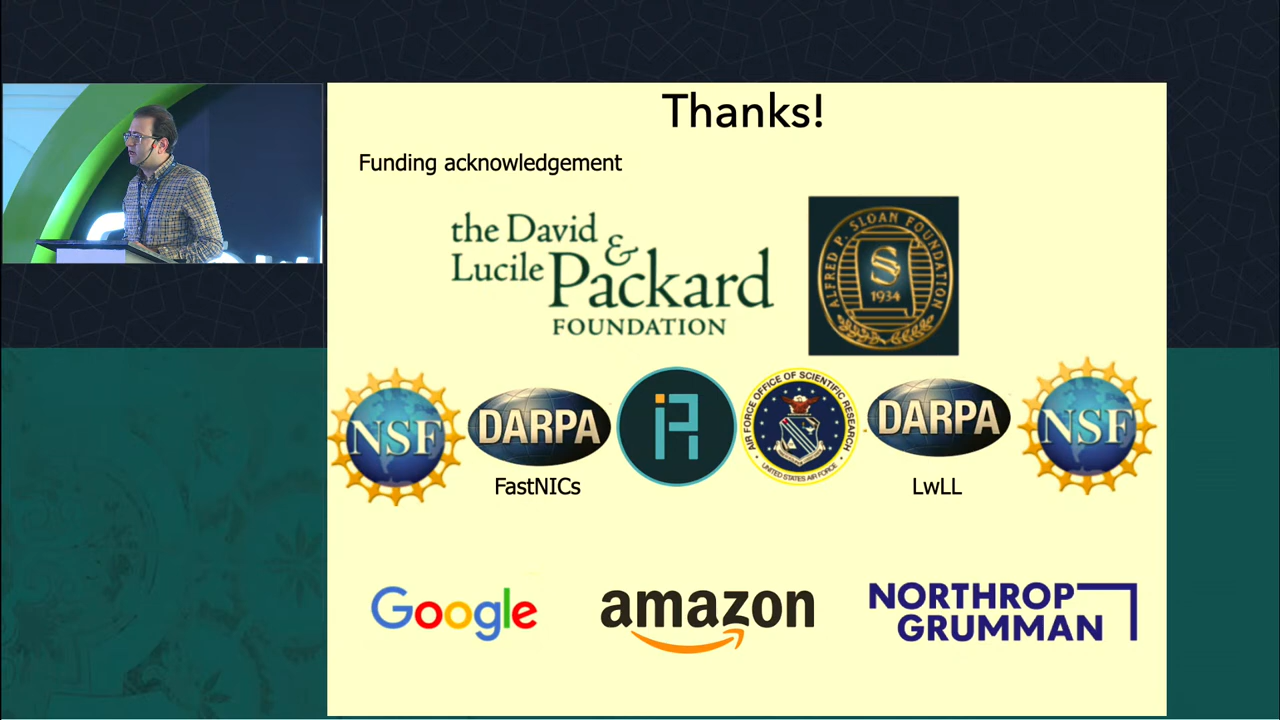 Thanks!
Funding acknowledgement
the David
&
Lucile Packard
FOUNDATION
ALFRED P. SLOAN FOUNDATION
S
1934
NSF
DARPA
AIR FORCE OFFICE OF SCIENTIFIC RESEARCH
UNITED STATES AIR FORCE
DARPA
NSF
FastNICs
LwLL
Google
amazon
NORTHROP
GRUMMAN